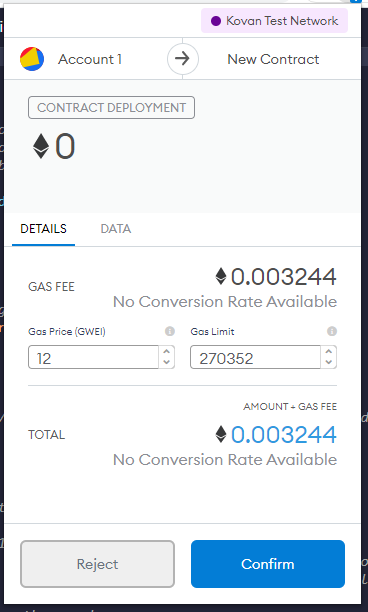 Kovan Test Network
Account 1
New Contract
CONTRACT DEPLOYMENT
0
DETAILS DATA
GAS FEE
0.003244
No Conversion Rate Available
Gas Price (GWEI) Gas Limit
12 270352
AMOUNT + GAS FEE
TOTAL
0.003244
No Conversion Rate Available
Reject Confirm